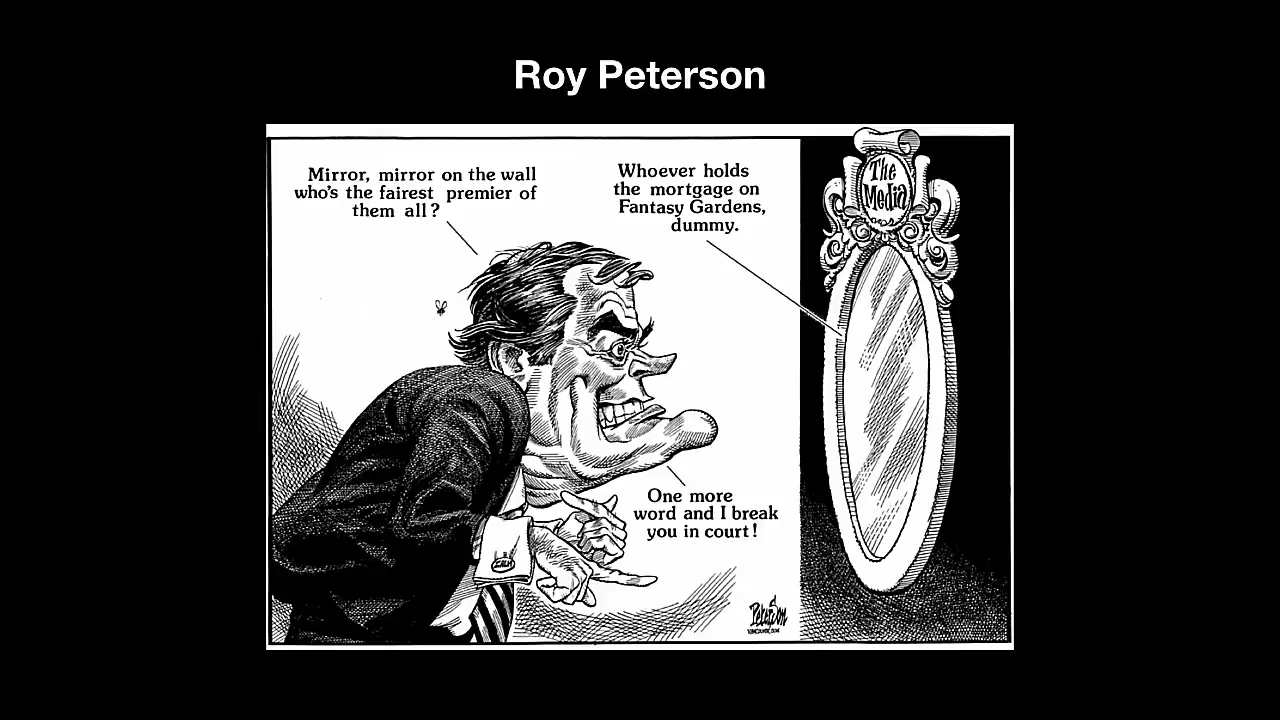 Roy Peterson
Mirror, mirror on the wall
who's the fairest premier of
them all?
Whoever holds
the mortgage on
Fantasy Gardens,
dummy.
The
Media
One more
word and I break
you in court!
Peterson